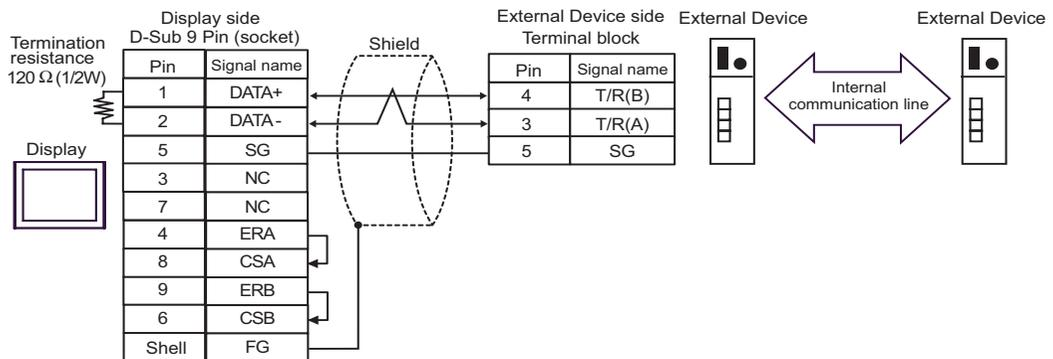 Display side
D-Sub 9 Pin (socket)
Termination
resistance
120 Ω (1/2W)
Pin Signal name
1 DATA+
2 DATA-
5 SG
3 NC
7 NC
4 ERA
8 CSA
9 ERB
6 CSB
Shell FG
Display
Shield
External Device side
Terminal block
Pin Signal name
4 T/R(B)
3 T/R(A)
5 SG
External Device
Internal
communication line
External Device